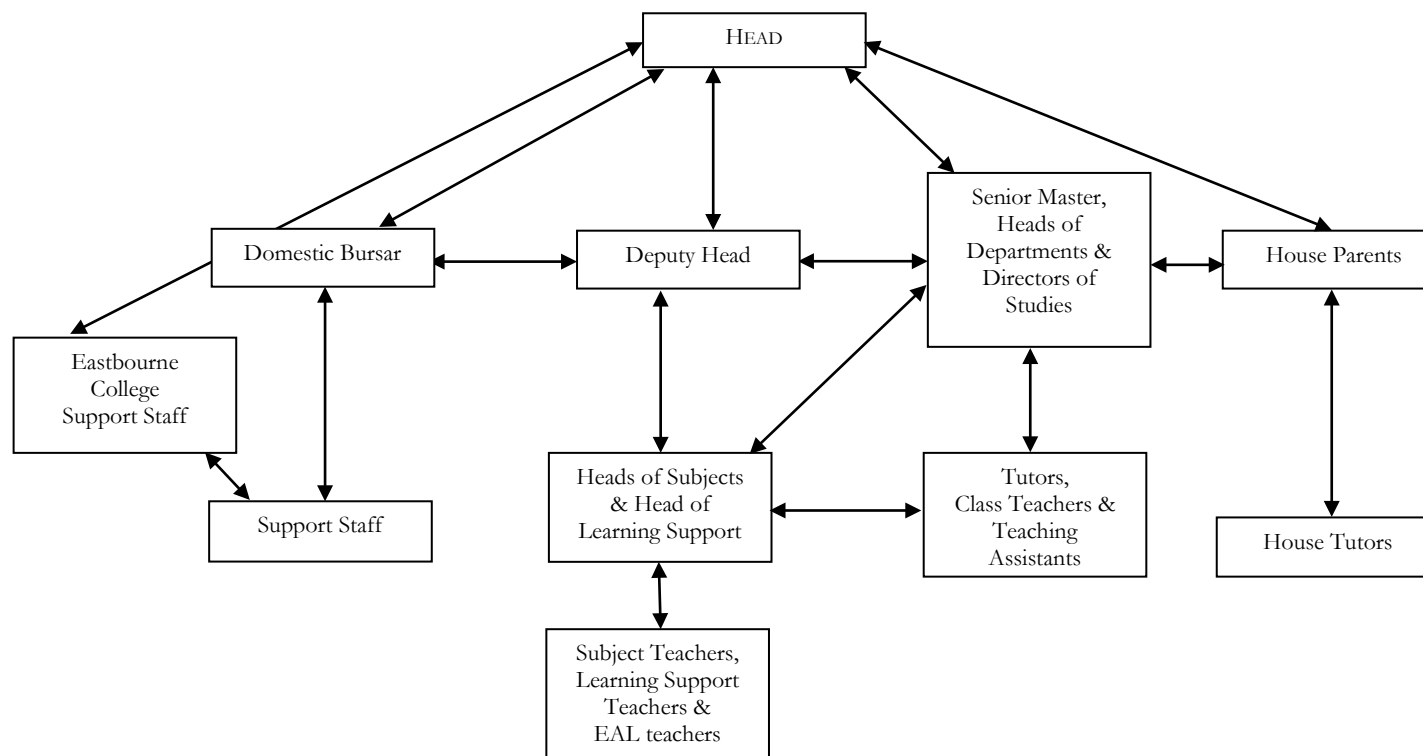 HEAD
Domestic Bursar
Deputy Head
Senior Master,
Heads of
Departments &
Directors of
Studies
House Parents
Eastbourne
College
Support Staff
Support Staff
Heads of Subjects
& Head of
Learning Support
Tutors,
Class Teachers &
Teaching
Assistants
House Tutors
Subject Teachers,
Learning Support
Teachers &
EAL teachers